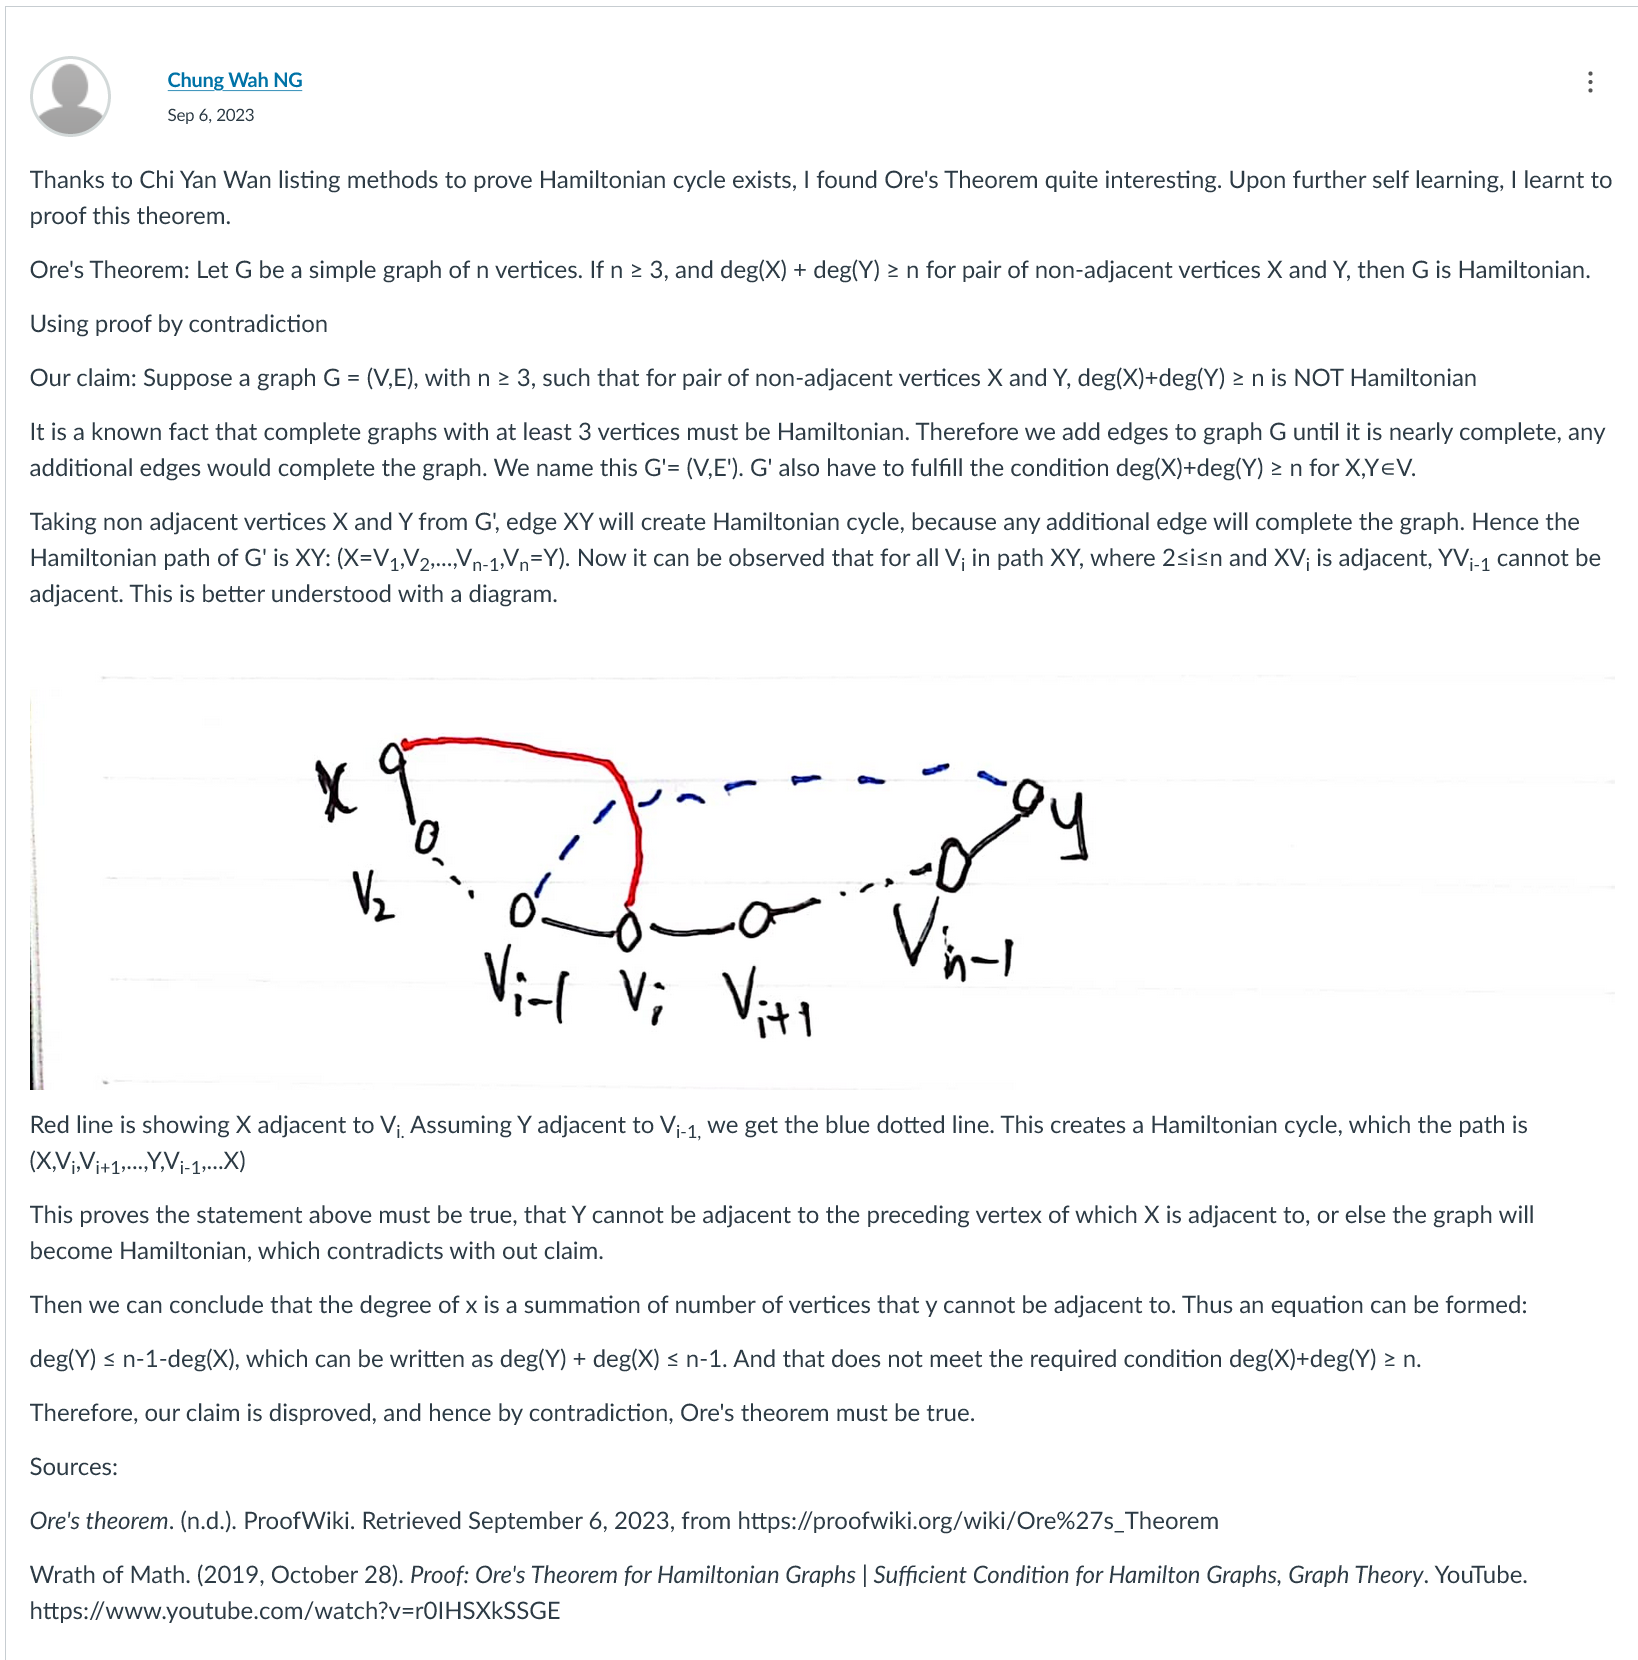 Chung Wah NG
Sep 6, 2023
Thanks to Chi Yan Wan listing methods to prove Hamiltonian cycle exists, I found Ore's Theorem quite interesting. Upon further self learning, I learnt to
proof this theorem.
Ore's Theorem: Let G be a simple graph of n vertices. If n ≥ 3, and deg(X) + deg(Y) ≥ n for pair of non-adjacent vertices X and Y, then G is Hamiltonian.
Using proof by contradiction
Our claim: Suppose a graph G = (V,E), with n ≥ 3, such that for pair of non-adjacent vertices X and Y, deg(X)+deg(Y) ≥ n is NOT Hamiltonian
It is a known fact that complete graphs with at least 3 vertices must be Hamiltonian. Therefore we add edges to graph G until it is nearly complete, any
additional edges would complete the graph. We name this G'= (V,E'). G' also have to fulfill the condition deg(X)+deg(Y) ≥ n for X,Y∈V.
Taking non adjacent vertices X and Y from G', edge XY will create Hamiltonian cycle, because any additional edge will complete the graph. Hence the
Hamiltonian path of G' is XY: (X=V₁,V₂,...,Vₙ₋₁,Vₙ=Y). Now it can be observed that for all Vᵢ in path XY, where 2≤i≤n and XVᵢ is adjacent, YVᵢ₋₁ cannot be
adjacent. This is better understood with a diagram.
X
y
V₂
Vᵢ₋₁ Vᵢ Vᵢ₊₁ Vₙ₋₁
Red line is showing X adjacent to Vᵢ. Assuming Y adjacent to Vᵢ₋₁, we get the blue dotted line. This creates a Hamiltonian cycle, which the path is
(X,Vᵢ,Vᵢ₊₁,...,Y,Vᵢ₋₁,...X)
This proves the statement above must be true, that Y cannot be adjacent to the preceding vertex of which X is adjacent to, or else the graph will
become Hamiltonian, which contradicts with out claim.
Then we can conclude that the degree of x is a summation of number of vertices that y cannot be adjacent to. Thus an equation can be formed:
deg(Y) ≤ n-1-deg(X), which can be written as deg(Y) + deg(X) ≤ n-1. And that does not meet the required condition deg(X)+deg(Y) ≥ n.
Therefore, our claim is disproved, and hence by contradiction, Ore's theorem must be true.
Sources:
Ore's theorem. (n.d.). ProofWiki. Retrieved September 6, 2023, from https://proofwiki.org/wiki/Ore%27s_Theorem
Wrath of Math. (2019, October 28). Proof: Ore's Theorem for Hamiltonian Graphs | Sufficient Condition for Hamilton Graphs, Graph Theory. YouTube.
https://www.youtube.com/watch?v=r0IHSXkSSGE